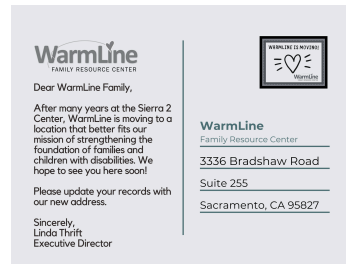 WarmLine
FAMILY RESOURCE CENTER
Dear WarmLine Family,
After many years at the Sierra 2
Center, WarmLine is moving to a
location that better fits our
mission of strengthening the
foundation of families and
children with disabilities. We
hope to see you here soon!
Please update your records with
our new address.
Sincerely,
Linda Thrift
Executive Director
WARMLINE IS MOVING!
WarmLine
WarmLine
Family Resource Center
3336 Bradshaw Road
Suite 255
Sacramento, CA 95827